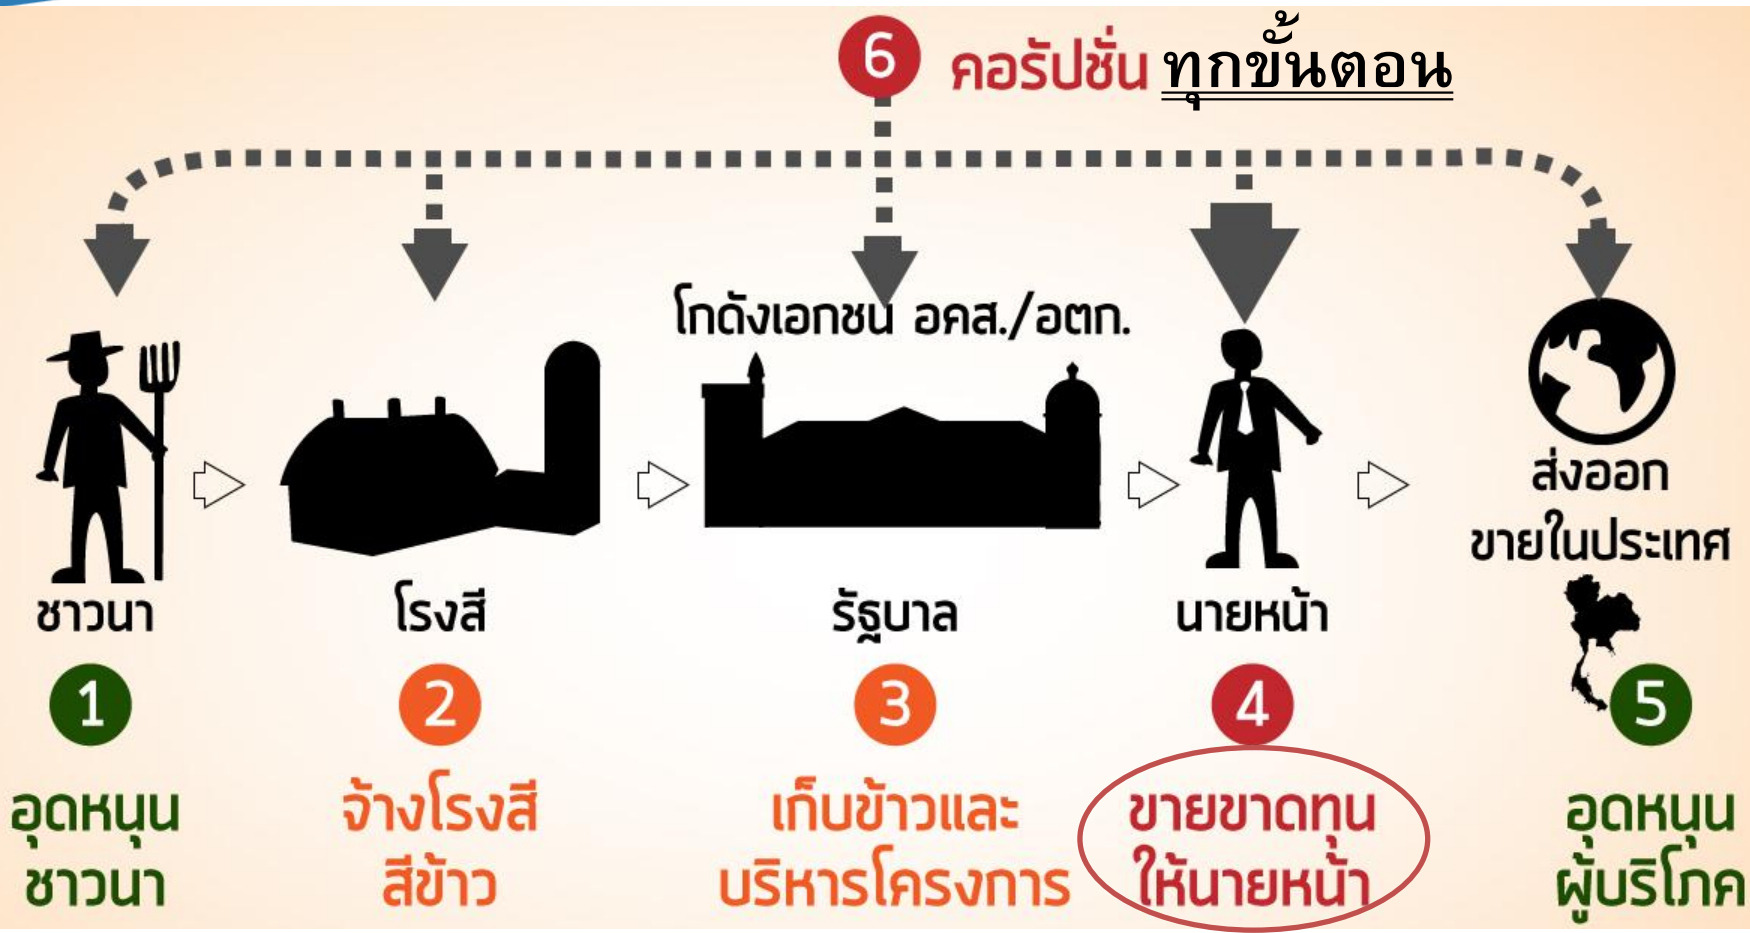 6 คอรัปชั่น ทุกขั้นตอน
โกดังเอกชน อคส./อตก.
ส่งออก
ขายในประเทศ
ชาวนา
โรงสี
รัฐบาล
นายหน้า
1
2
3
4
5
อุดหนุน
ชาวนา
จ้างโรงสี
สีข้าว
เก็บข้าวและ
บริหารโครงการ
ขายขาดทุน
ให้นายหน้า
อุดหนุน
ผู้บริโภค